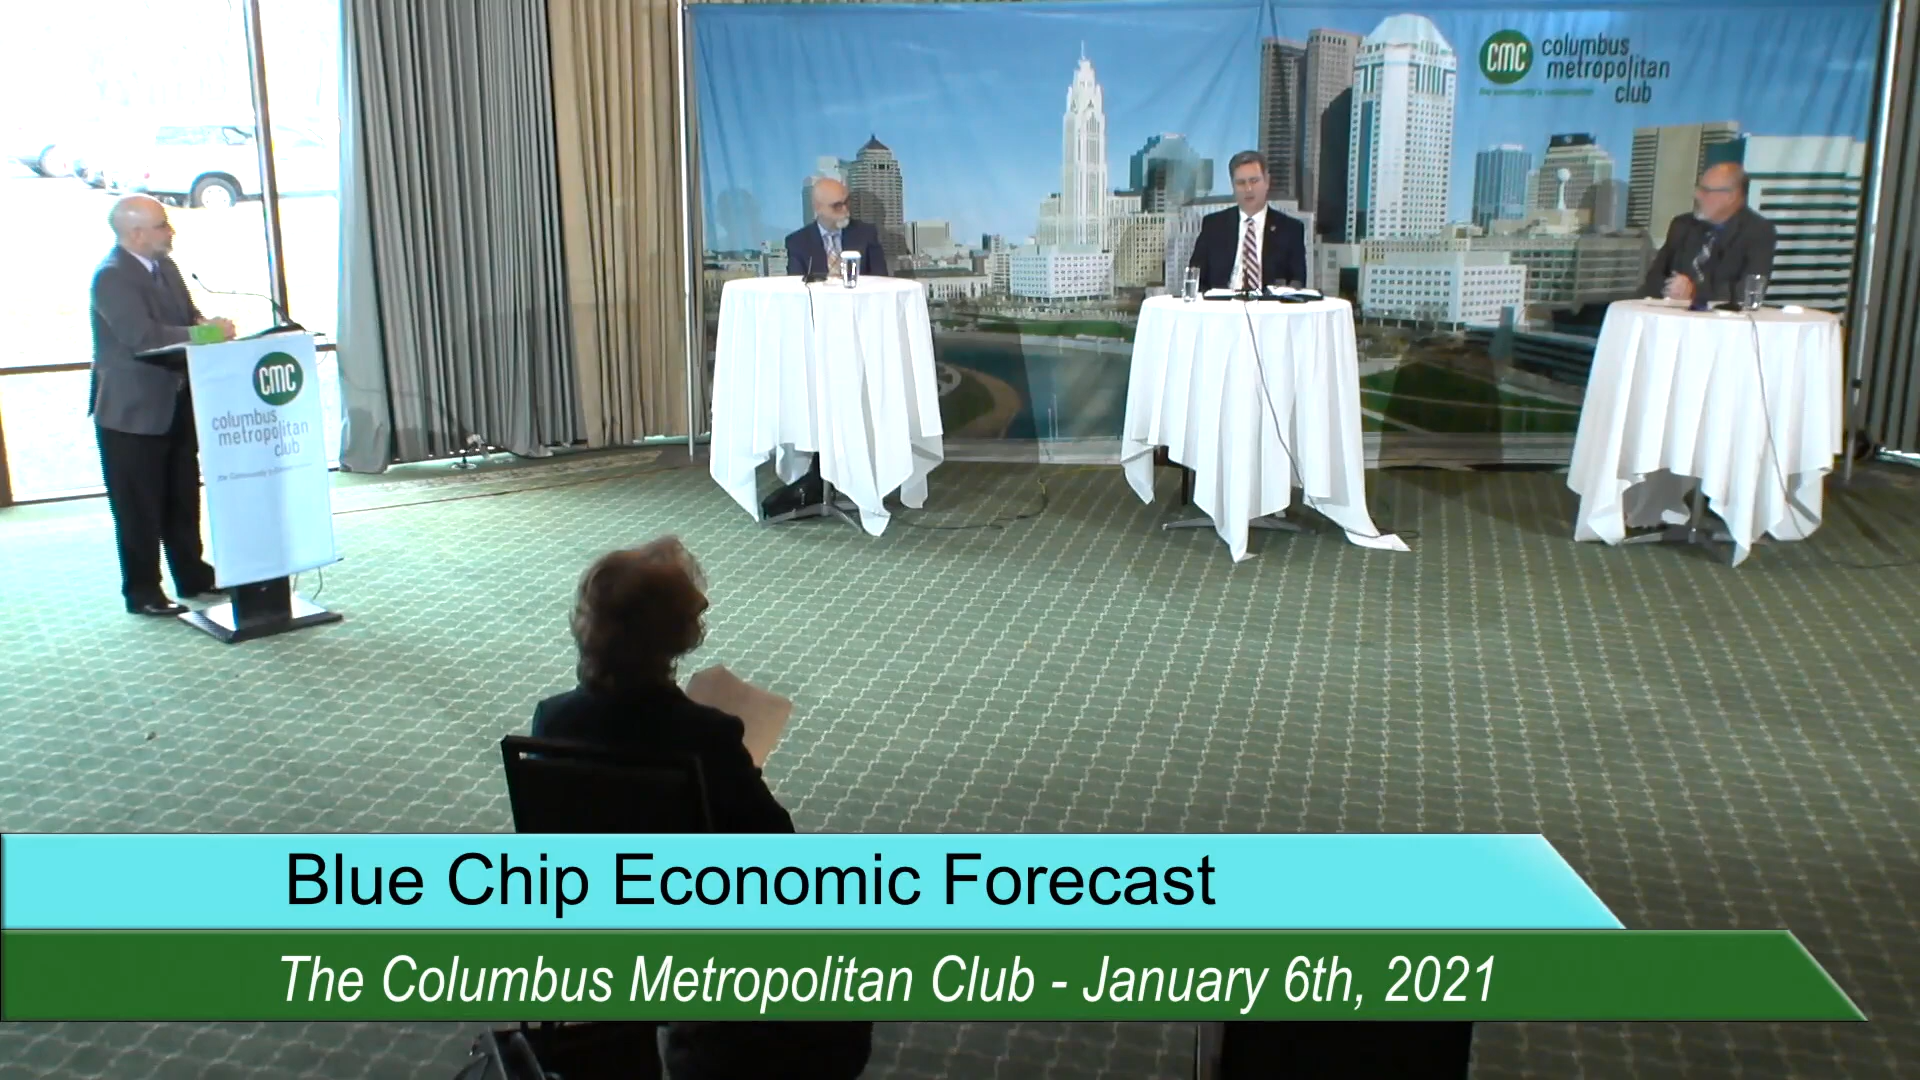 CMC
columbus
metropolitan
club
CMC
columbus
metropolitan
club
Blue Chip Economic Forecast
The Columbus Metropolitan Club - January 6th, 2021